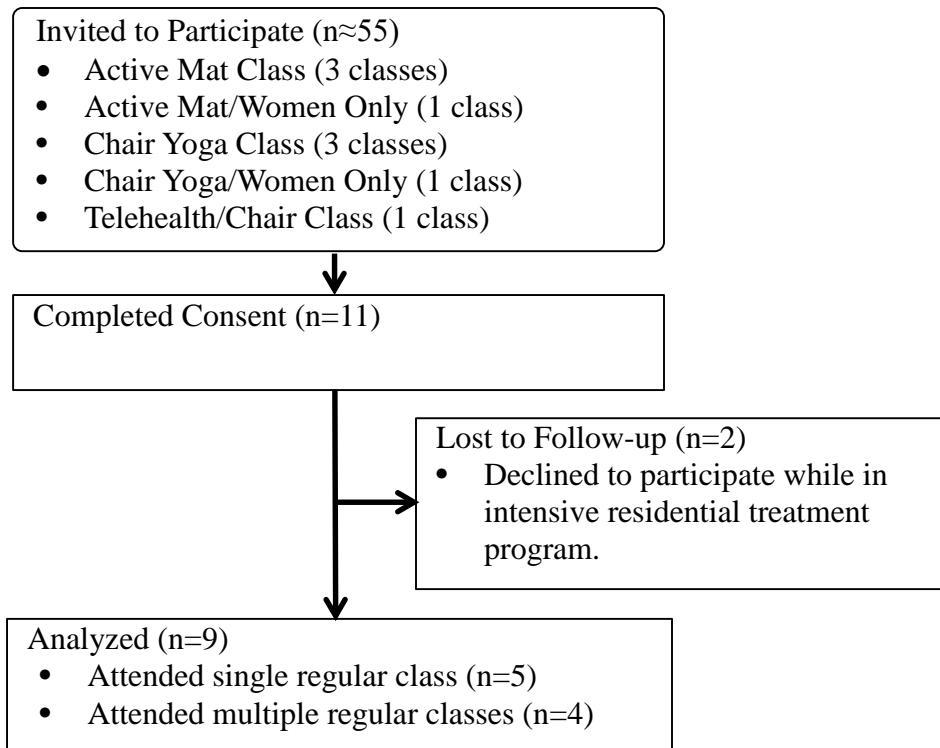 Invited to Participate (n≈55)
• Active Mat Class (3 classes)
• Active Mat/Women Only (1 class)
• Chair Yoga Class (3 classes)
• Chair Yoga/Women Only (1 class)
• Telehealth/Chair Class (1 class)
Completed Consent (n=11)
Lost to Follow-up (n=2)
• Declined to participate while in
intensive residential treatment
program.
Analyzed (n=9)
• Attended single regular class (n=5)
• Attended multiple regular classes (n=4)